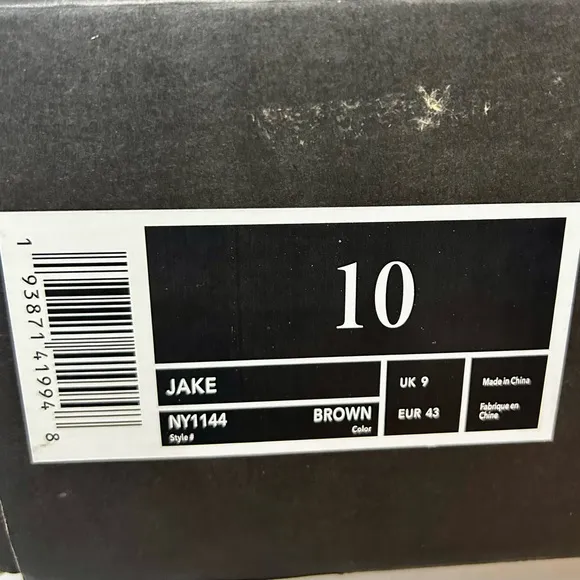 1 93871 41994 8
10
JAKE
NY1144 BROWN
Style # Color
UK 9
EUR 43
Made in China
Fabriqué en
Chine